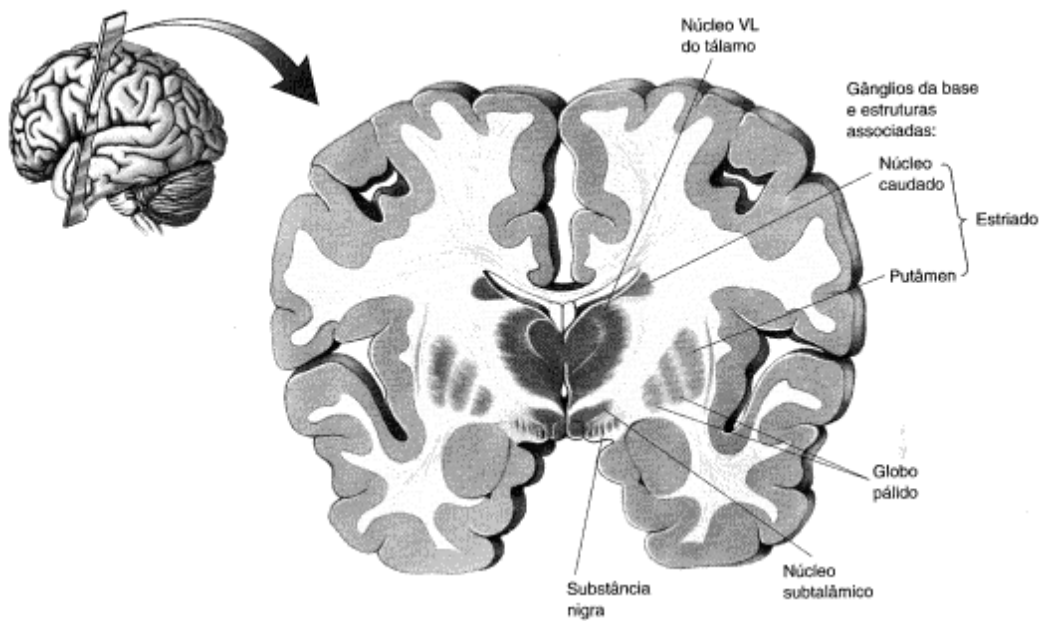 Núcleo VL
do tálamo
Gânglios da base
e estruturas
associadas:
Núcleo
caudado
Estriado
Putâmen
Globo
pálido
Núcleo
subtalâmico
Substância
nigra